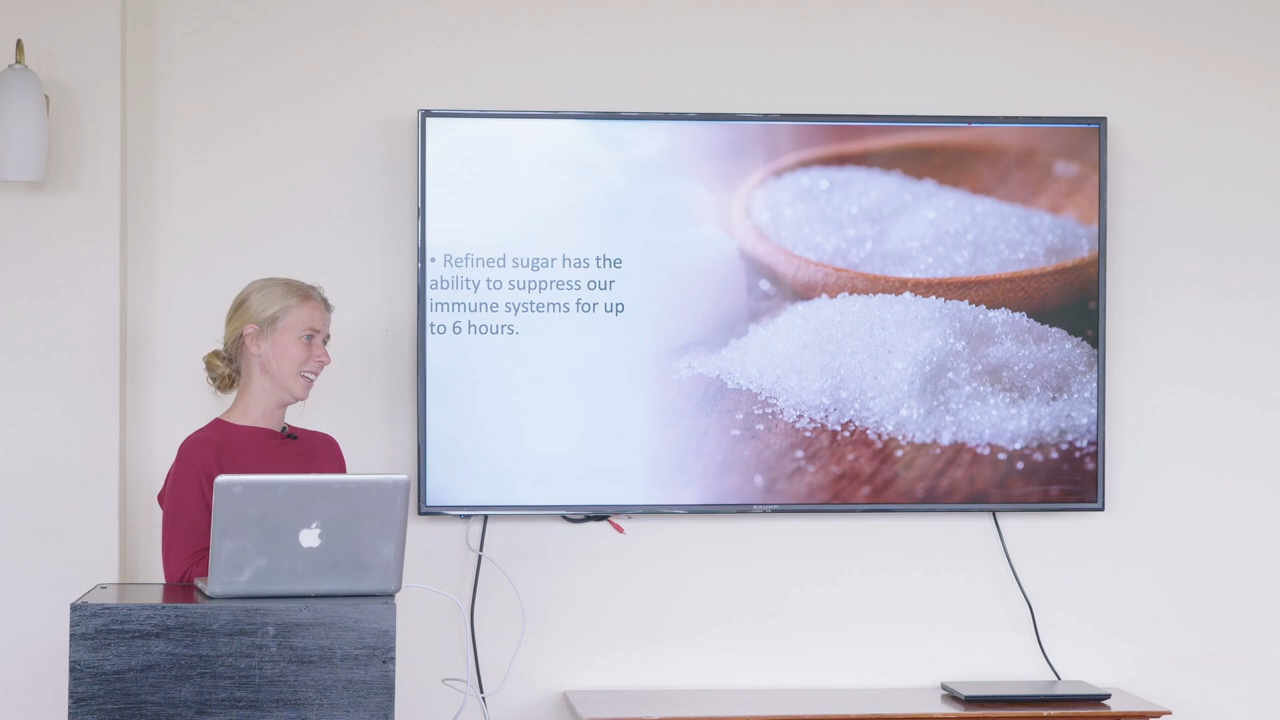 • Refined sugar has the
ability to suppress our
immune systems for up
to 6 hours.